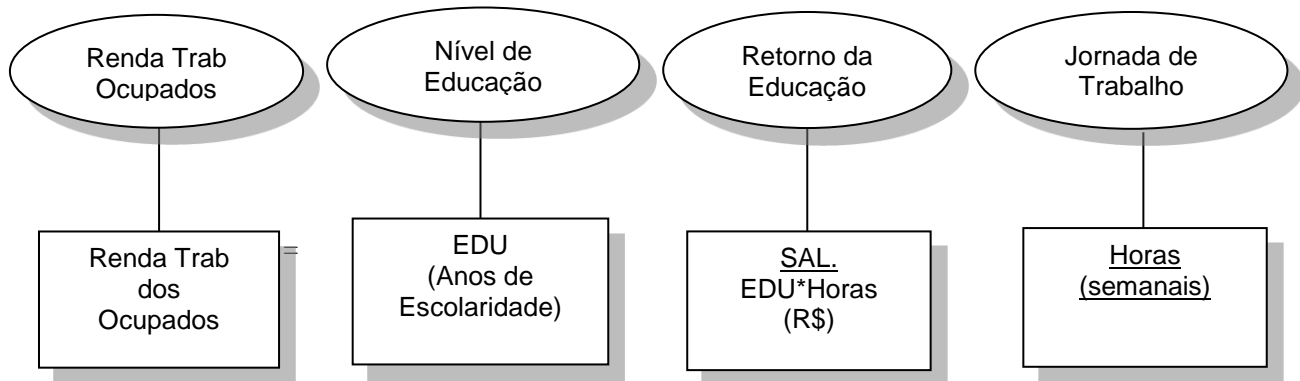 Renda Trab
Ocupados
Nível de
Educação
Retorno da
Educação
Jornada de
Trabalho
Renda Trab
dos
Ocupados
=
EDU
(Anos de
Escolaridade)
SAL.
EDU*Horas
(R$)
Horas
(semanais)